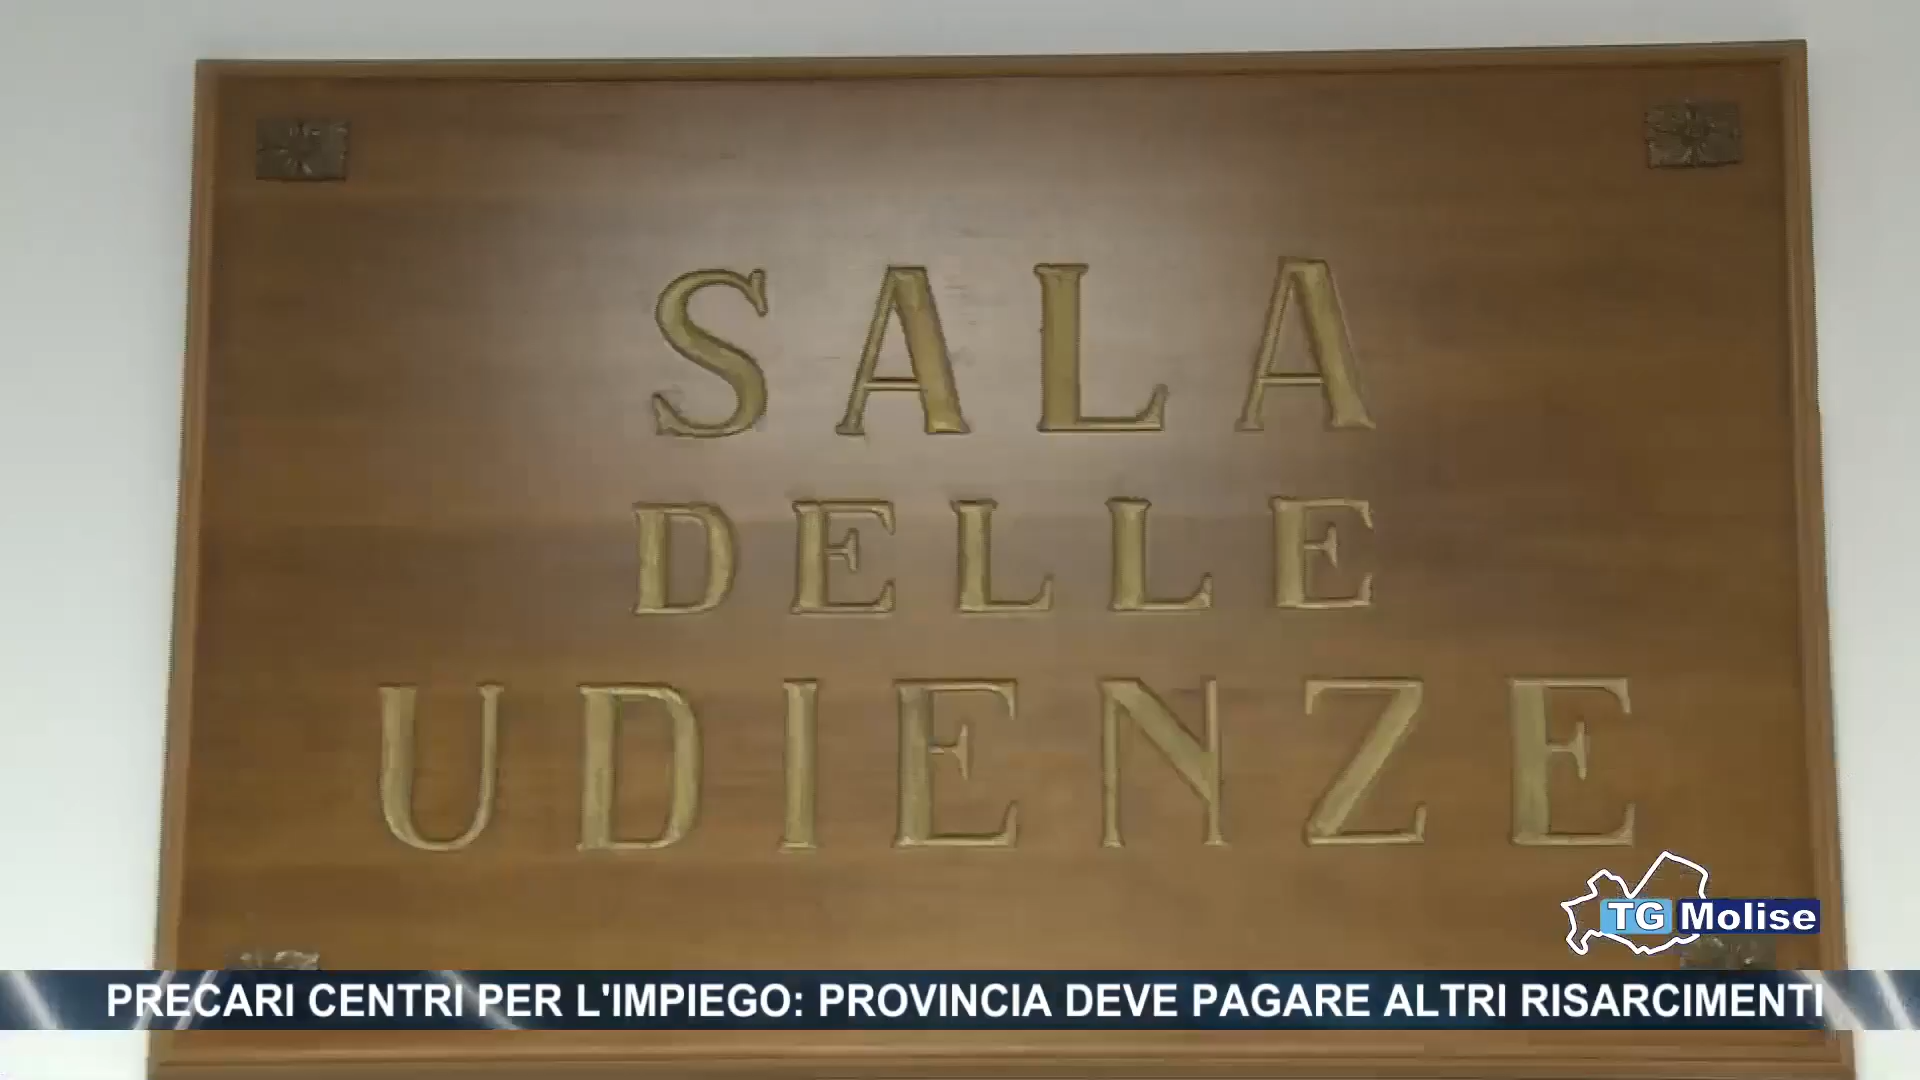 SALA
DELLE
UDIENZE
TG Molise
PRECARI CENTRI PER L'IMPIEGO: PROVINCIA DEVE PAGARE ALTRI RISARCIMENTI